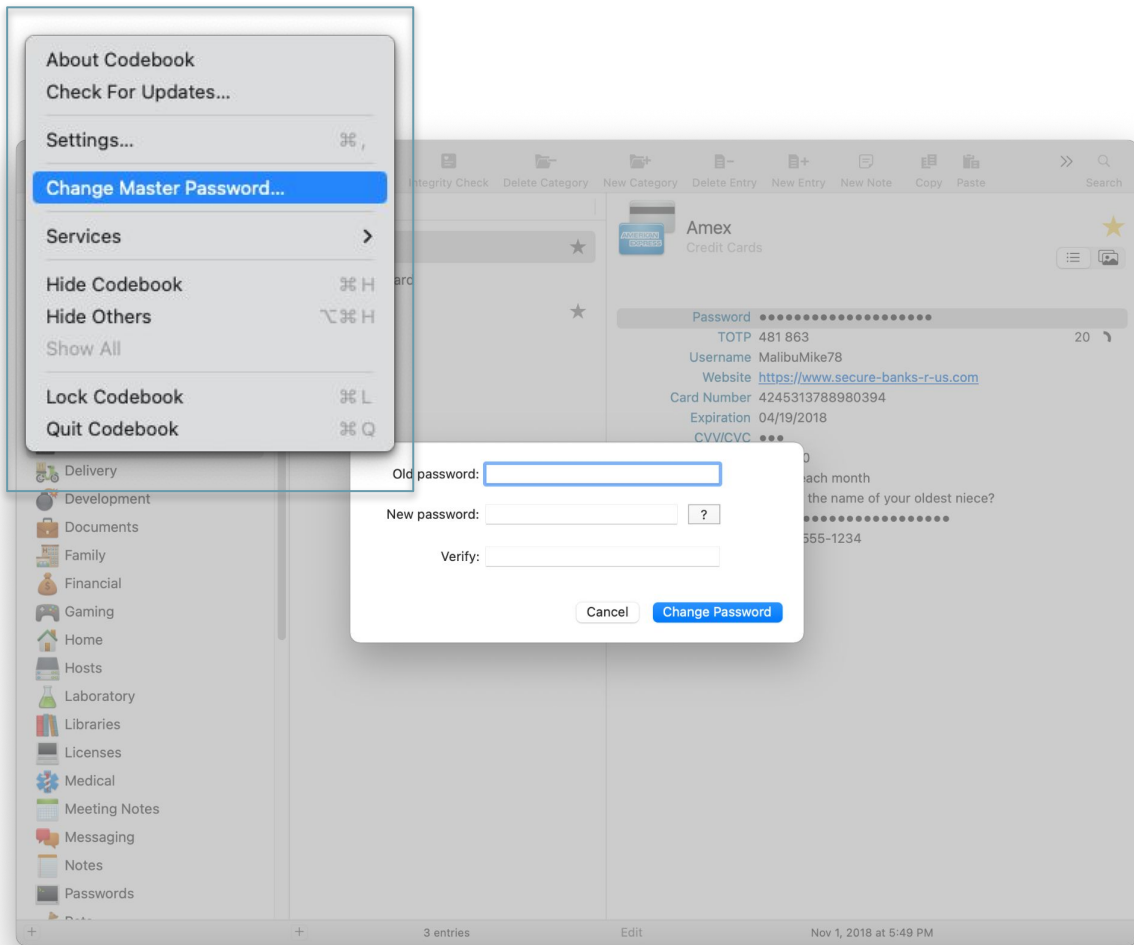 About Codebook
Check For Updates...
Settings... ⌘ ,
Change Master Password...
Services >
Hide Codebook ⌘ H
Hide Others ⌥⌘ H
Show All
Lock Codebook ⌘ L
Quit Codebook ⌘ Q
Integrity Check Delete Category New Category Delete Entry New Entry New Note Copy Paste Search
AMERICAN EXPRESS
Amex
Credit Cards
Password ●●●●●●●●●●●●●●●●●●●●
TOTP 481 863 20
Username MalibuMike78
Website https://www.secure-banks-r-us.com
Card Number 4245313788980394
Expiration 04/19/2018
CVV/CVC ●●●
each month
the name of your oldest niece?
555-1234
Old password:
New password: ?
Verify:
Cancel Change Password
Delivery
Development
Documents
Family
Financial
Gaming
Home
Hosts
Laboratory
Libraries
Licenses
Medical
Meeting Notes
Messaging
Notes
Passwords
+ + 3 entries Edit Nov 1, 2018 at 5:49 PM